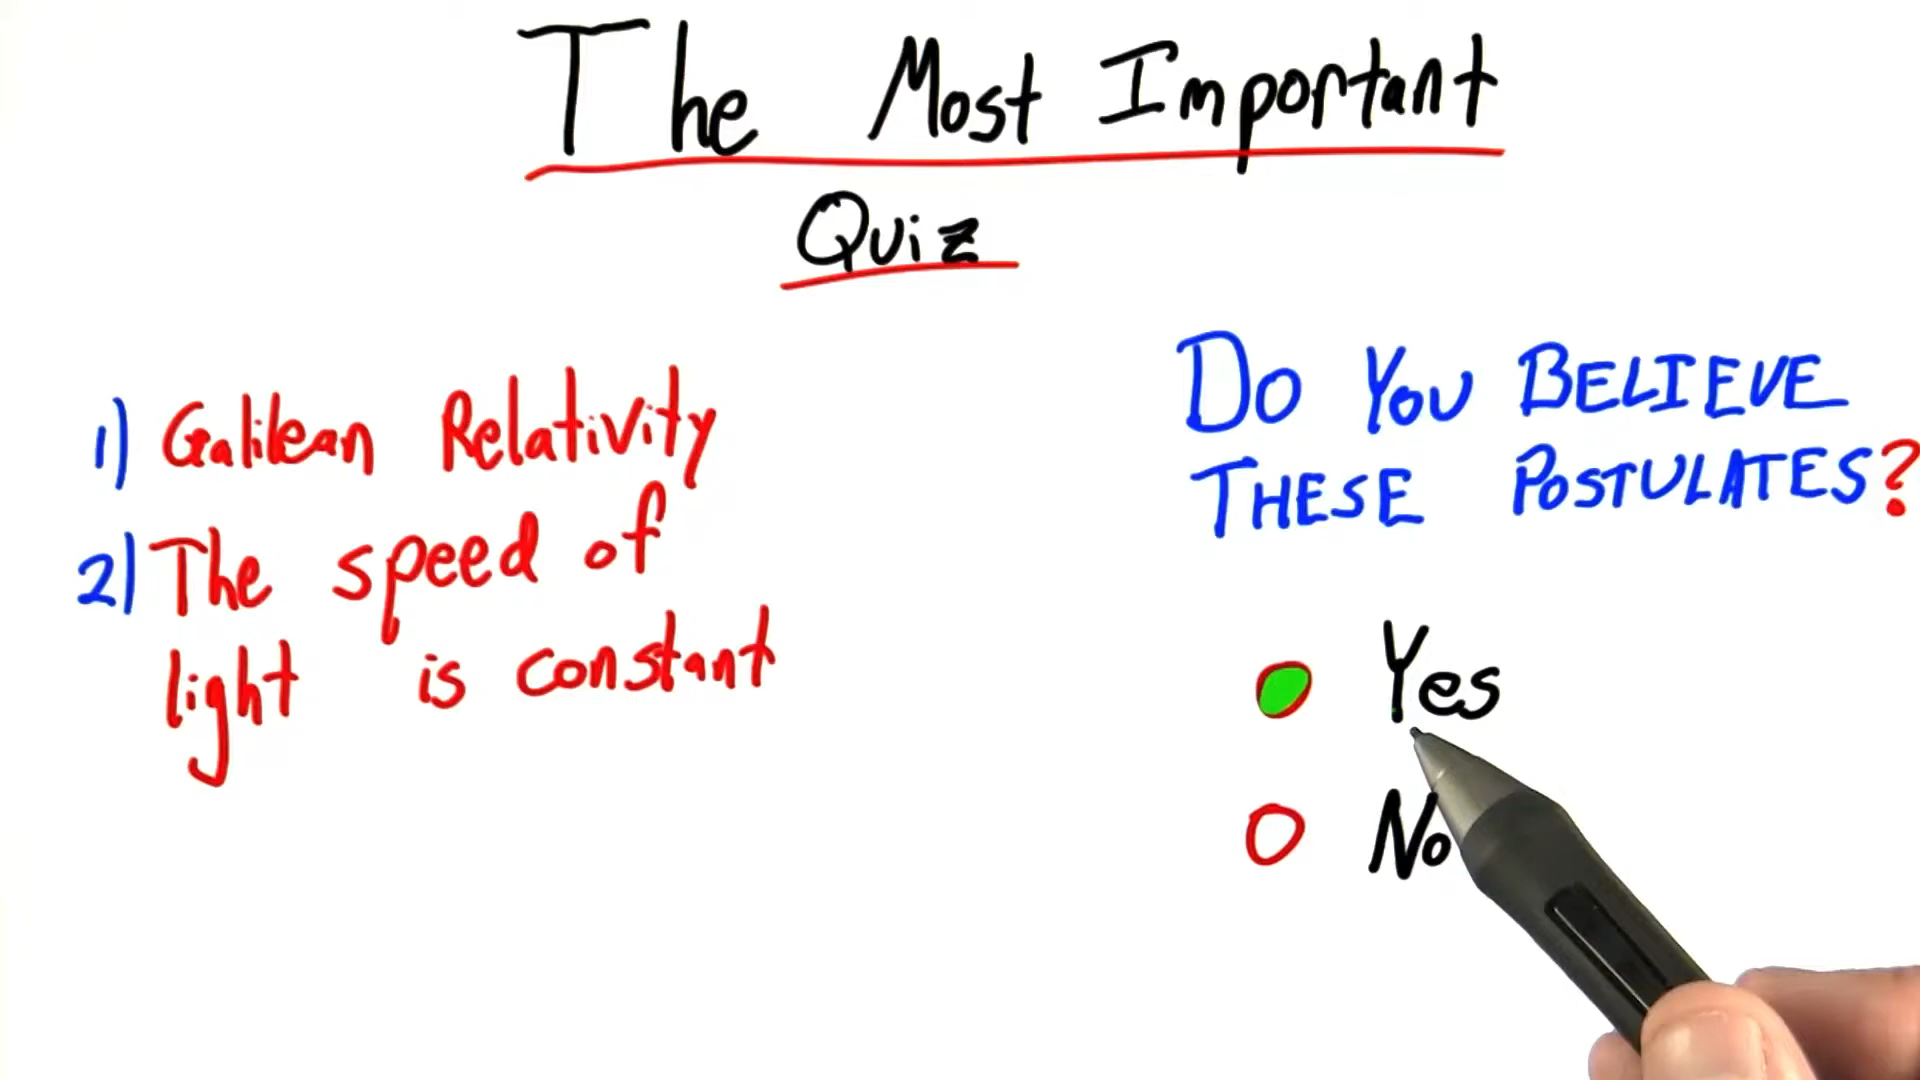 The Most Important
Quiz
1) Galilean Relativity
2) The speed of
light is constant
DO YOU BELIEVE
THESE POSTULATES?
Yes
No